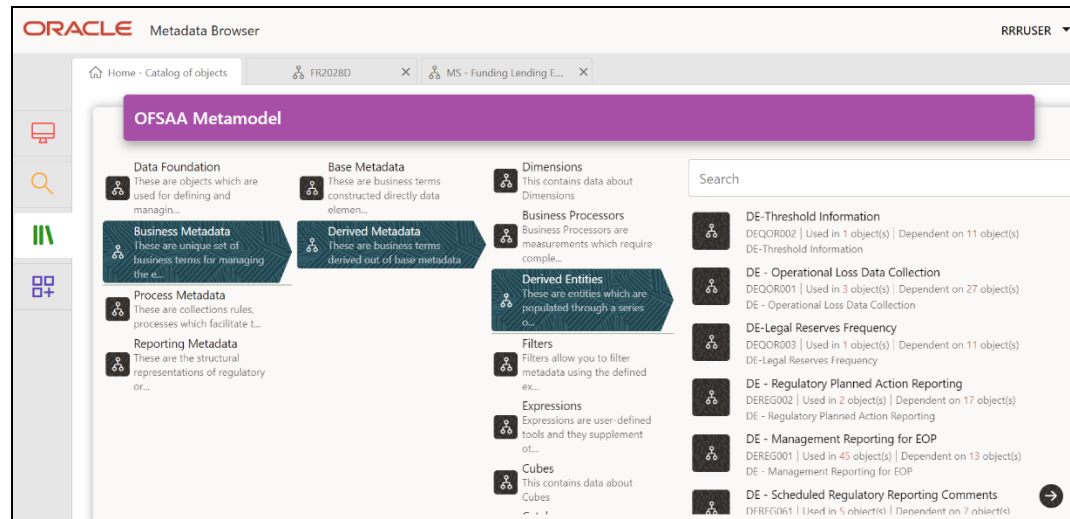 ORACLE Metadata Browser
RRRUSER
Home - Catalog of objects
FR2028D
MS - Funding Lending E...
OFSAA Metamodel
Data Foundation
These are objects which are
used for defining and
managin...
Business Metadata
These are unique set of
business terms for managing
the e...
Process Metadata
These are collections rules,
processes which facilitate t...
Reporting Metadata
These are the structural
representations of regulatory
or...
Base Metadata
These are business terms
constructed directly data
elemen...
Derived Metadata
These are business terms
derived out of base metadata
Dimensions
This contains data about
Dimensions
Business Processors
Business Processors are
measurements which require
comple...
Derived Entities
These are entities which are
populated through a series
o...
Filters
Filters allow you to filter
metadata using the defined
ex...
Expressions
Expressions are user-defined
tools and they supplement
ot...
Cubes
This contains data about
Cubes
Search
DE-Threshold Information
DEQOR002 | Used in 1 object(s) | Dependent on 11 object(s)
DE-Threshold Information
DE - Operational Loss Data Collection
DEQOR001 | Used in 3 object(s) | Dependent on 27 object(s)
DE - Operational Loss Data Collection
DE-Legal Reserves Frequency
DEQOR003 | Used in 1 object(s) | Dependent on 11 object(s)
DE-Legal Reserves Frequency
DE - Regulatory Planned Action Reporting
DEREG002 | Used in 2 object(s) | Dependent on 17 object(s)
DE - Regulatory Planned Action Reporting
DE - Management Reporting for EOP
DEREG001 | Used in 45 object(s) | Dependent on 13 object(s)
DE - Management Reporting for EOP
DE - Scheduled Regulatory Reporting Comments
DEREG061 | Used in 5 object(s) | Dependent on 7 object(s)